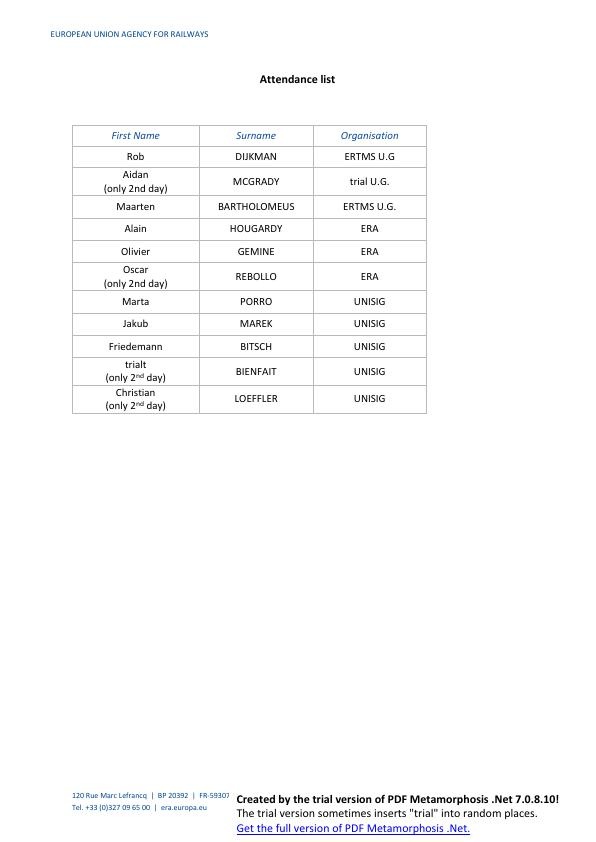 EUROPEAN UNION AGENCY FOR RAILWAYS
Attendance list
First Name Surname Organisation
Rob DIJKMAN ERTMS U.G
Aidan
(only 2nd day) MCGRADY trial U.G.
Maarten BARTHOLOMEUS ERTMS U.G.
Alain HOUGARDY ERA
Olivier GEMINE ERA
Oscar
(only 2nd day) REBOLLO ERA
Marta PORRO UNISIG
Jakub MAREK UNISIG
Friedemann BITSCH UNISIG
trialt
(only 2nd day) BIENFAIT UNISIG
Christian
(only 2nd day) LOEFFLER UNISIG
120 Rue Marc Lefrancq | BP 20392 | FR-59307
Tel. +33 (0)327 09 65 00 | era.europa.eu
Created by the trial version of PDF Metamorphosis .Net 7.0.8.10!
The trial version sometimes inserts "trial" into random places.
Get the full version of PDF Metamorphosis .Net.